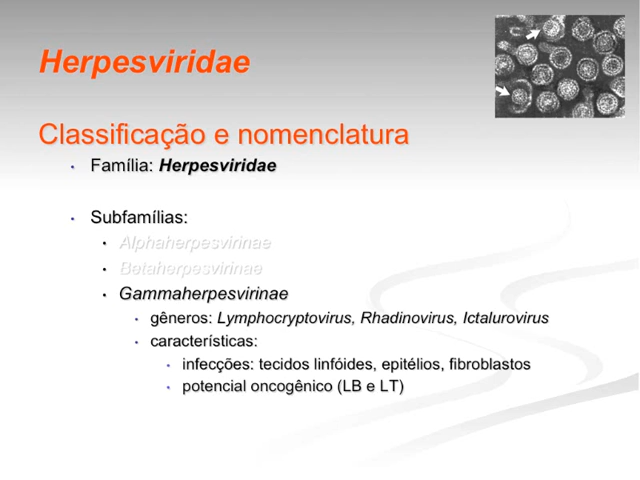 Herpesviridae
Classificação e nomenclatura
• Família: Herpesviridae
• Subfamílias:
• Alphaherpesvirinae
• Betaherpesvirinae
• Gammaherpesvirinae
• gêneros: Lymphocryptovirus, Rhadinovirus, Ictalurovirus
• características:
• infecções: tecidos linfóides, epitélios, fibroblastos
• potencial oncogênico (LB e LT)